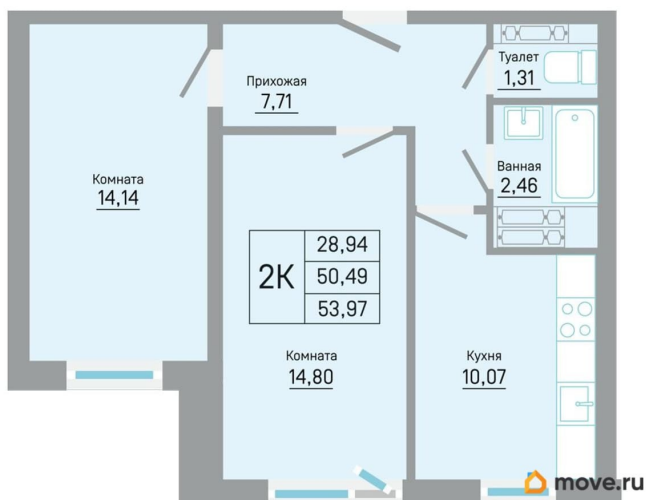 Туалет
1,31
Прихожая
7,71
Ванная
2,46
Комната
14,14
2К
28,94
50,49
53,97
Комната
14,80
Кухня
10,07
move.ru